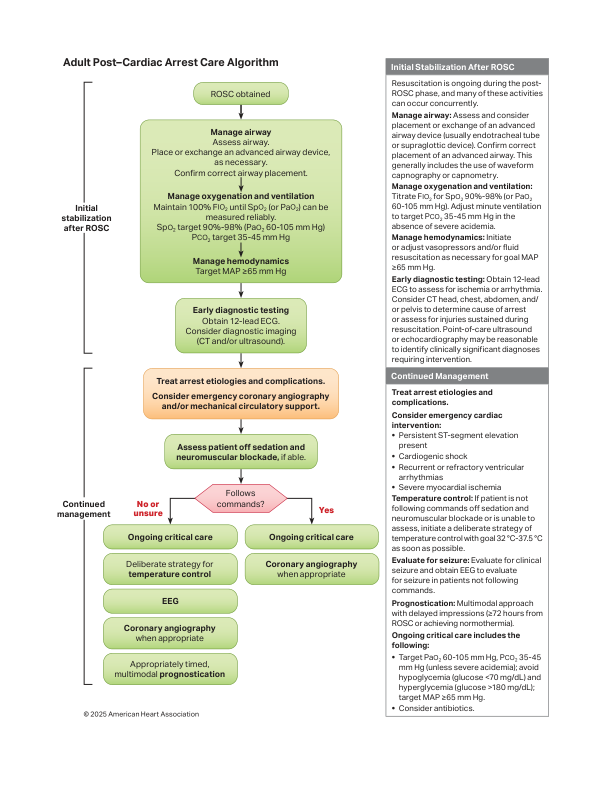 Adult Post–Cardiac Arrest Care Algorithm
Initial
stabilization
after ROSC
ROSC obtained
Manage airway
Assess airway.
Place or exchange an advanced airway device,
as necessary.
Confirm correct airway placement.
Manage oxygenation and ventilation
Maintain 100% FIO₂ until SpO₂ (or PaO₂) can be
measured reliably.
SpO₂ target 90%-98% (PaO₂ 60-105 mm Hg)
PCO₂ target 35-45 mm Hg
Manage hemodynamics
Target MAP ≥65 mm Hg
Early diagnostic testing
Obtain 12-lead ECG.
Consider diagnostic imaging
(CT and/or ultrasound).
Continued
management
Treat arrest etiologies and complications.
Consider emergency coronary angiography
and/or mechanical circulatory support.
Assess patient off sedation and
neuromuscular blockade, if able.
Follows
commands?
No or
unsure
Yes
Ongoing critical care
Deliberate strategy for
temperature control
EEG
Coronary angiography
when appropriate
Appropriately timed,
multimodal prognostication
Ongoing critical care
Coronary angiography
when appropriate
© 2025 American Heart Association
Initial Stabilization After ROSC
Resuscitation is ongoing during the post-
ROSC phase, and many of these activities
can occur concurrently.
Manage airway: Assess and consider
placement or exchange of an advanced
airway device (usually endotracheal tube
or supraglottic device). Confirm correct
placement of an advanced airway. This
generally includes the use of waveform
capnography or capnometry.
Manage oxygenation and ventilation:
Titrate FIO₂ for SpO₂ 90%-98% (or PaO₂
60-105 mm Hg). Adjust minute ventilation
to target PCO₂ 35-45 mm Hg in the
absence of severe acidemia.
Manage hemodynamics: Initiate
or adjust vasopressors and/or fluid
resuscitation as necessary for goal MAP
≥65 mm Hg.
Early diagnostic testing: Obtain 12-lead
ECG to assess for ischemia or arrhythmia.
Consider CT head, chest, abdomen, and/
or pelvis to determine cause of arrest
or assess for injuries sustained during
resuscitation. Point-of-care ultrasound
or echocardiography may be reasonable
to identify clinically significant diagnoses
requiring intervention.
Continued Management
Treat arrest etiologies and
complications.
Consider emergency cardiac
intervention:
• Persistent ST-segment elevation
present
• Cardiogenic shock
• Recurrent or refractory ventricular
arrhythmias
• Severe myocardial ischemia
Temperature control: If patient is not
following commands off sedation and
neuromuscular blockade or is unable to
assess, initiate a deliberate strategy of
temperature control with goal 32 °C-37.5 °C
as soon as possible.
Evaluate for seizure: Evaluate for clinical
seizure and obtain EEG to evaluate
for seizure in patients not following
commands.
Prognostication: Multimodal approach
with delayed impressions (≥72 hours from
ROSC or achieving normothermia).
Ongoing critical care includes the
following:
• Target PaO₂ 60-105 mm Hg, PCO₂ 35-45
mm Hg (unless severe acidemia); avoid
hypoglycemia (glucose <70 mg/dL) and
hyperglycemia (glucose >180 mg/dL);
target MAP ≥65 mm Hg.
• Consider antibiotics.